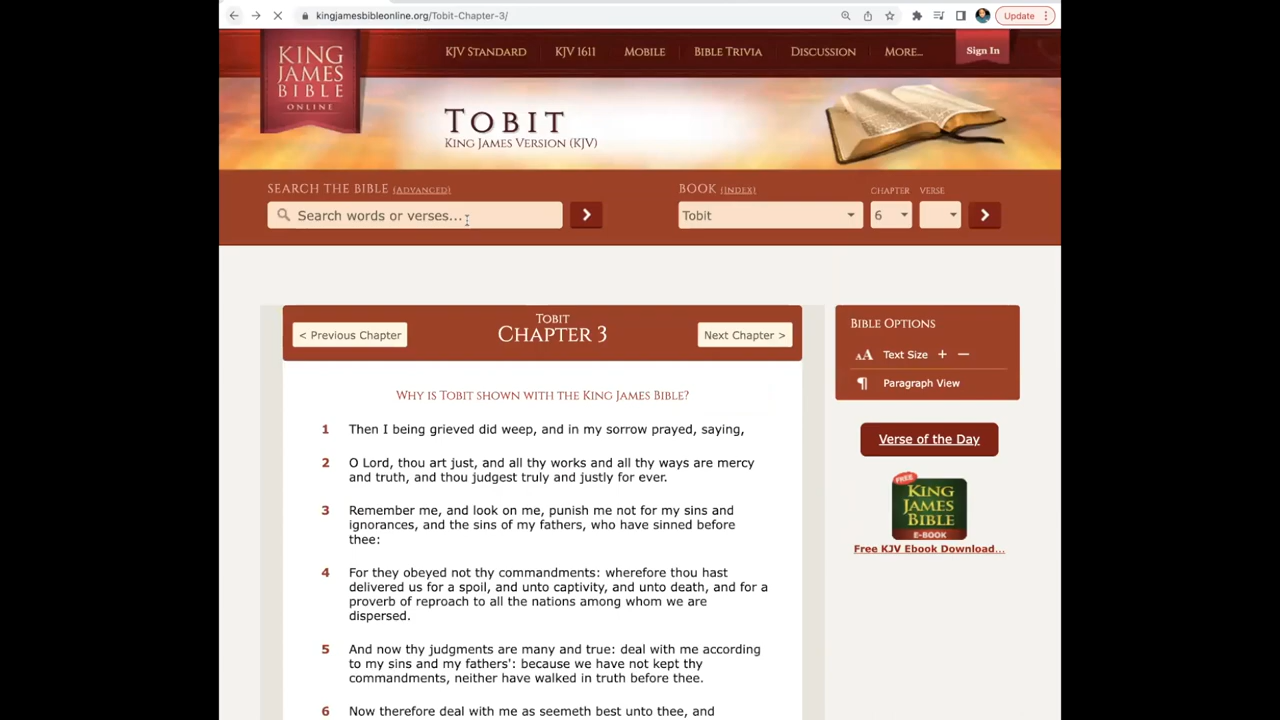 kingjamesbibleonline.org/Tobit-Chapter-3/
Update
KING
JAMES
BIBLE
ONLINE
KJV STANDARD
KJV 1611
MOBILE
BIBLE TRIVIA
DISCUSSION
MORE...
Sign In
TOBIT
KING JAMES VERSION (KJV)
SEARCH THE BIBLE (ADVANCED)
BOOK (INDEX)
CHAPTER
VERSE
Search words or verses...
Tobit
6
TOBIT
< Previous Chapter
CHAPTER 3
Next Chapter >
WHY IS TOBIT SHOWN WITH THE KING JAMES BIBLE?
1 Then I being grieved did weep, and in my sorrow prayed, saying,
2 O Lord, thou art just, and all thy works and all thy ways are mercy
and truth, and thou judgest truly and justly for ever.
3 Remember me, and look on me, punish me not for my sins and
ignorances, and the sins of my fathers, who have sinned before
thee:
4 For they obeyed not thy commandments: wherefore thou hast
delivered us for a spoil, and unto captivity, and unto death, and for a
proverb of reproach to all the nations among whom we are
dispersed.
5 And now thy judgments are many and true: deal with me according
to my sins and my fathers': because we have not kept thy
commandments, neither have walked in truth before thee.
6 Now therefore deal with me as seemeth best unto thee, and
BIBLE OPTIONS
AA Text Size + —
¶ Paragraph View
Verse of the Day
FREE
KING
JAMES
BIBLE
E-BOOK
Free KJV Ebook Download...